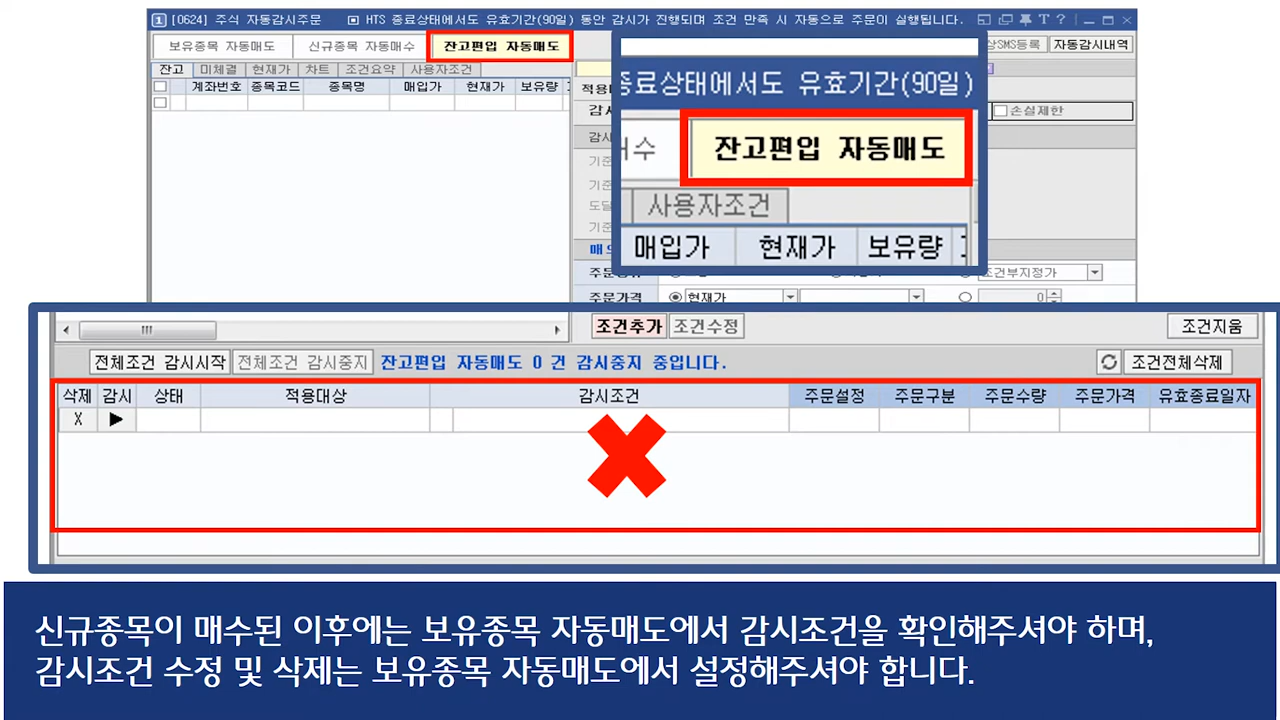 1 [0624] 주식 자동감시주문 ▣ HTS 종료상태에서도 유효기간(90일) 동안 감시가 진행되며 조건 만족 시 자동으로 주문이 실행됩니다. T ?
보유종목 자동매도 신규종목 자동매수 잔고편입 자동매도 상SMS등록 자동감시내역
잔고 미체결 현재가 차트 조건요약 사용자조건
계좌번호 종목코드 종목명 매입가 현재가 보유량
손실제한
종료상태에서도 유효기간(90일)
매수 잔고편입 자동매도
사용자조건
매입가 현재가 보유량
조건부지정가
주문가격 현재가 0
조건추가 조건수정 조건지움
전체조건 감시시작 전체조건 감시중지 잔고편입 자동매도 0 건 감시중지 중입니다. 조건전체삭제
삭제 감시 상태 적용대상 감시조건 주문설정 주문구분 주문수량 주문가격 유효종료일자
X ▶
신규종목이 매수된 이후에는 보유종목 자동매도에서 감시조건을 확인해주셔야 하며,
감시조건 수정 및 삭제는 보유종목 자동매도에서 설정해주셔야 합니다.